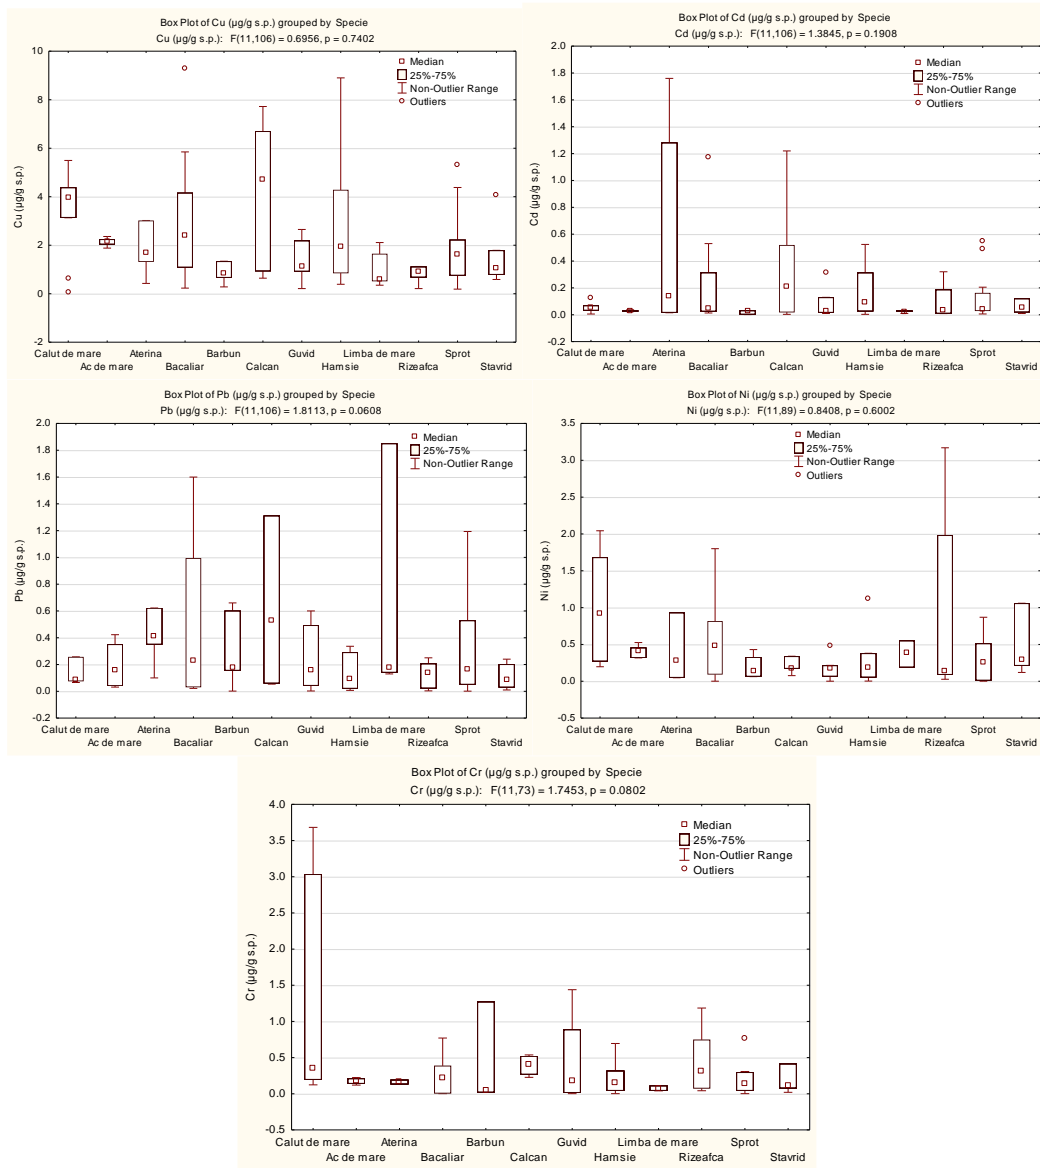 Box Plot of Cu (µg/g s.p.) grouped by Specie
Cu (µg/g s.p.): F(11,106) = 0.6956, p = 0.7402
Median
25%-75%
Non-Outlier Range
Outliers
10
8
6
4
2
0
-2
Cu (µg/g s.p.)
Calut de mare Aterina Barbun Guvid Limba de mare Sprot
Ac de mare Bacaliar Calcan Hamsie Rizeafca Stavrid
Box Plot of Cd (µg/g s.p.) grouped by Specie
Cd (µg/g s.p.): F(11,106) = 1.3845, p = 0.1908
Median
25%-75%
Non-Outlier Range
Outliers
2.0
1.8
1.6
1.4
1.2
1.0
0.8
0.6
0.4
0.2
0.0
-0.2
Cd (µg/g s.p.)
Calut de mare Aterina Barbun Guvid Limba de mare Sprot
Ac de mare Bacaliar Calcan Hamsie Rizeafca Stavrid
Box Plot of Pb (µg/g s.p.) grouped by Specie
Pb (µg/g s.p.): F(11,106) = 1.8113, p = 0.0608
Median
25%-75%
Non-Outlier Range
2.0
1.8
1.6
1.4
1.2
1.0
0.8
0.6
0.4
0.2
0.0
-0.2
Pb (µg/g s.p.)
Calut de mare Aterina Barbun Guvid Limba de mare Sprot
Ac de mare Bacaliar Calcan Hamsie Rizeafca Stavrid
Box Plot of Ni (µg/g s.p.) grouped by Specie
Ni (µg/g s.p.): F(11,89) = 0.8408, p = 0.6002
Median
25%-75%
Non-Outlier Range
Outliers
3.5
3.0
2.5
2.0
1.5
1.0
0.5
0.0
-0.5
Ni (µg/g s.p.)
Calut de mare Aterina Barbun Guvid Limba de mare Sprot
Ac de mare Bacaliar Calcan Hamsie Rizeafca Stavrid
Box Plot of Cr (µg/g s.p.) grouped by Specie
Cr (µg/g s.p.): F(11,73) = 1.7453, p = 0.0802
Median
25%-75%
Non-Outlier Range
Outliers
4.0
3.5
3.0
2.5
2.0
1.5
1.0
0.5
0.0
-0.5
Cr (µg/g s.p.)
Calut de mare Aterina Barbun Guvid Limba de mare Sprot
Ac de mare Bacaliar Calcan Hamsie Rizeafca Stavrid